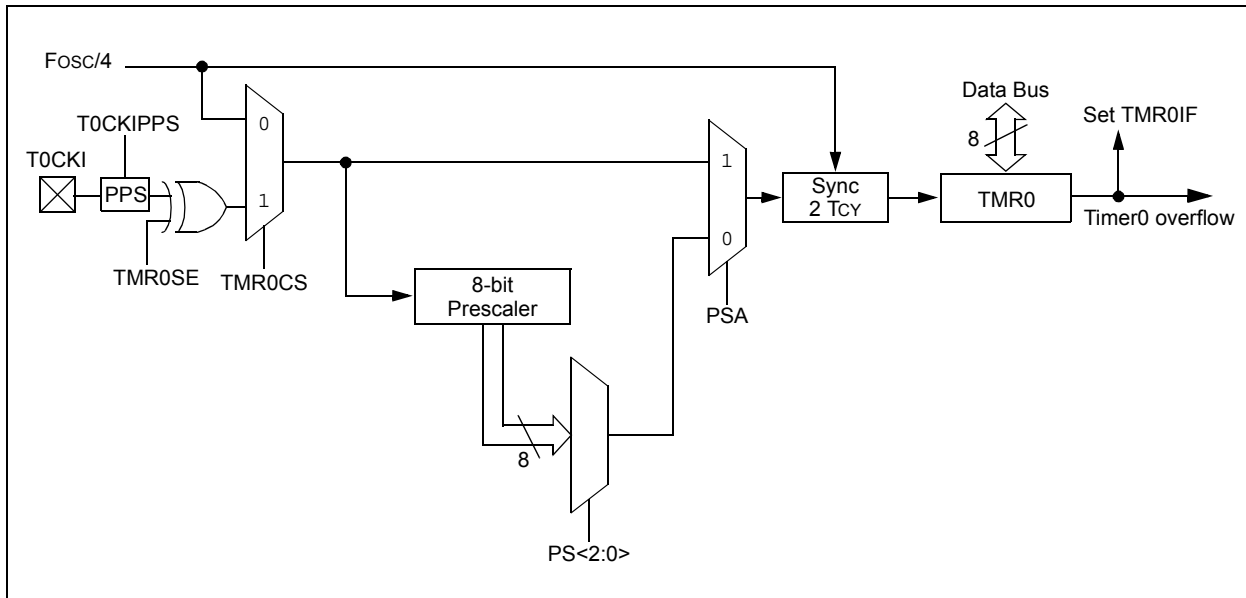 FOSC/4
Data Bus
Set TMR0IF
T0CKIPPS
0
8
T0CKI
1
PPS
1
Sync
2 TCY
TMR0
Timer0 overflow
0
TMR0SE
TMR0CS
8-bit
Prescaler
PSA
8
PS<2:0>